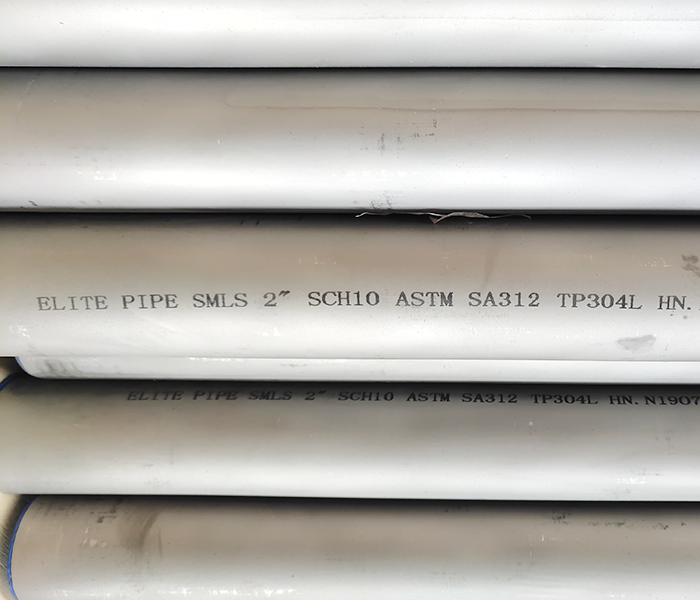 ELITE PIPE SMLS 2″ SCH10 ASTM SA312 TP304L HN.
ELITE PIPE SMLS 2″ SCH10 ASTM SA312 TP304L HN.N1907